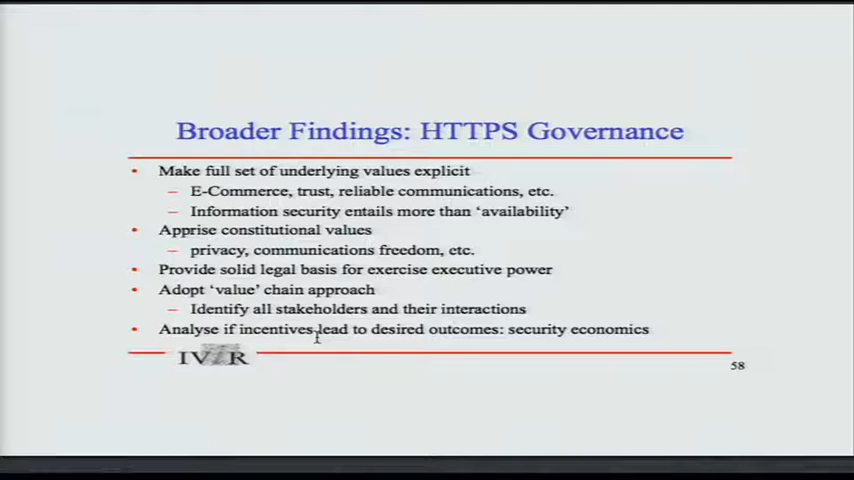 Broader Findings: HTTPS Governance
• Make full set of underlying values explicit
– E-Commerce, trust, reliable communications, etc.
– Information security entails more than ‘availability’
• Apprise constitutional values
– privacy, communications freedom, etc.
• Provide solid legal basis for exercise executive power
• Adopt ‘value’ chain approach
– Identify all stakeholders and their interactions
• Analyse if incentives lead to desired outcomes: security economics
58